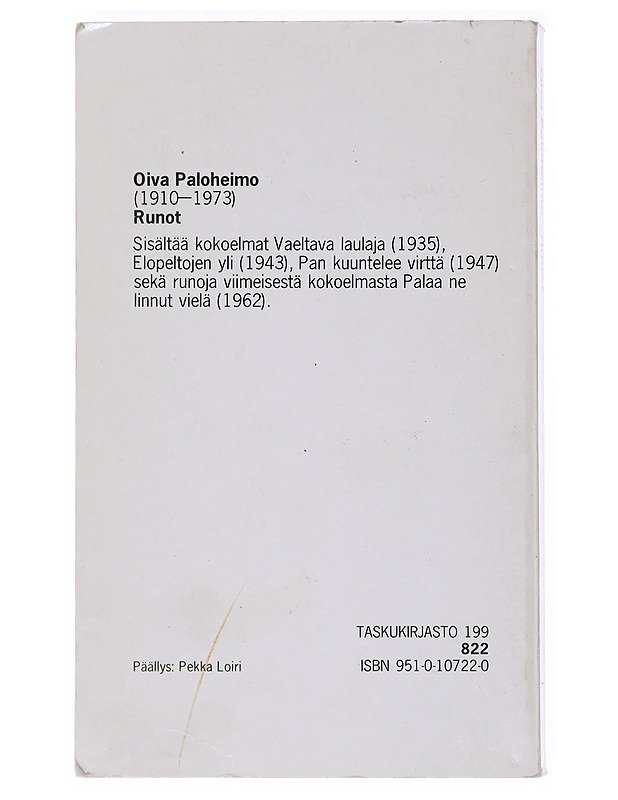 Oiva Paloheimo
(1910—1973)
Runot
Sisältää kokoelmat Vaeltava laulaja (1935),
Elopeltojen yli (1943), Pan kuuntelee virttä (1947)
sekä runoja viimeisestä kokoelmasta Palaa ne
linnut vielä (1962).
TASKUKIRJASTO 199
822
Päällys: Pekka Loiri ISBN 951-0-10722-0